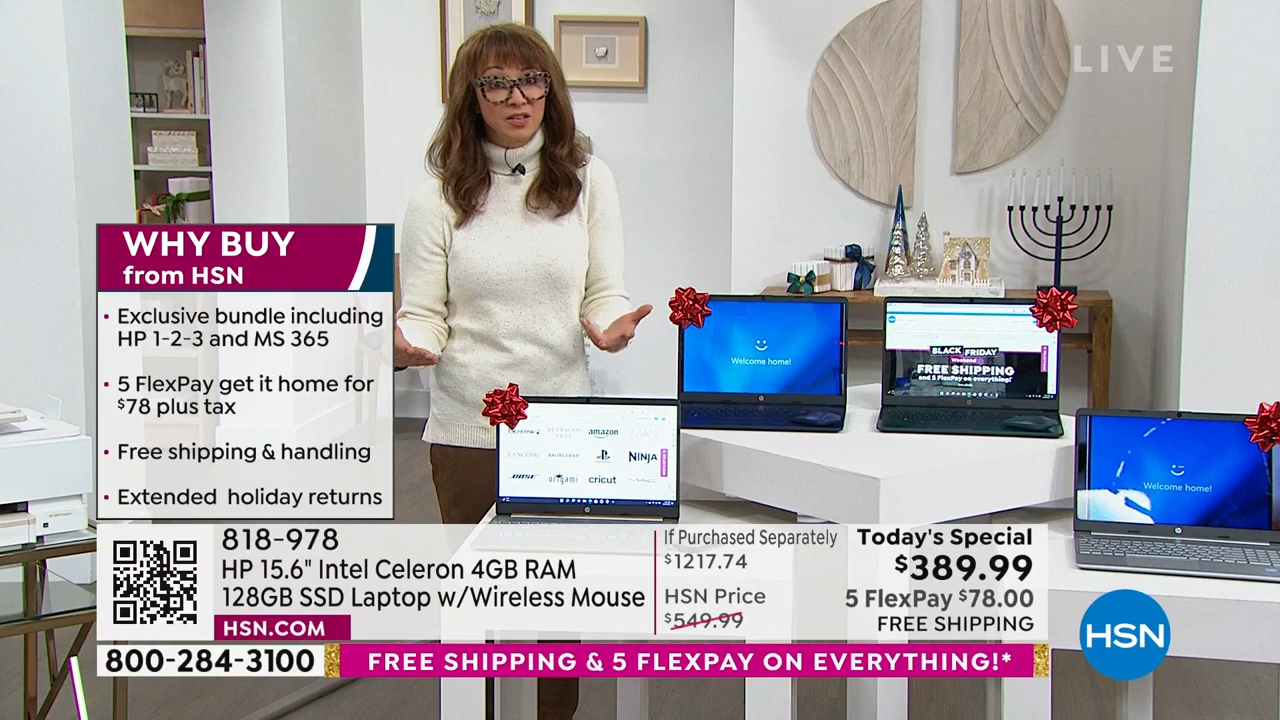 LIVE
WHY BUY
from HSN
• Exclusive bundle including
HP 1-2-3 and MS 365
• 5 FlexPay get it home for
$78 plus tax
• Free shipping & handling
• Extended holiday returns
Welcome home!
BLACK FRIDAY
Weekend
FREE SHIPPING
and 5 FlexPay on everything!
amazon
LANCÔME
NINJA
BOSE
origami
cricut
Welcome home!
818-978
HP 15.6" Intel Celeron 4GB RAM
128GB SSD Laptop w/Wireless Mouse
HSN.COM
If Purchased Separately
$1217.74
HSN Price
$549.99
Today's Special
$389.99
5 FlexPay $78.00
FREE SHIPPING
HSN
800-284-3100
FREE SHIPPING & 5 FLEXPAY ON EVERYTHING!*